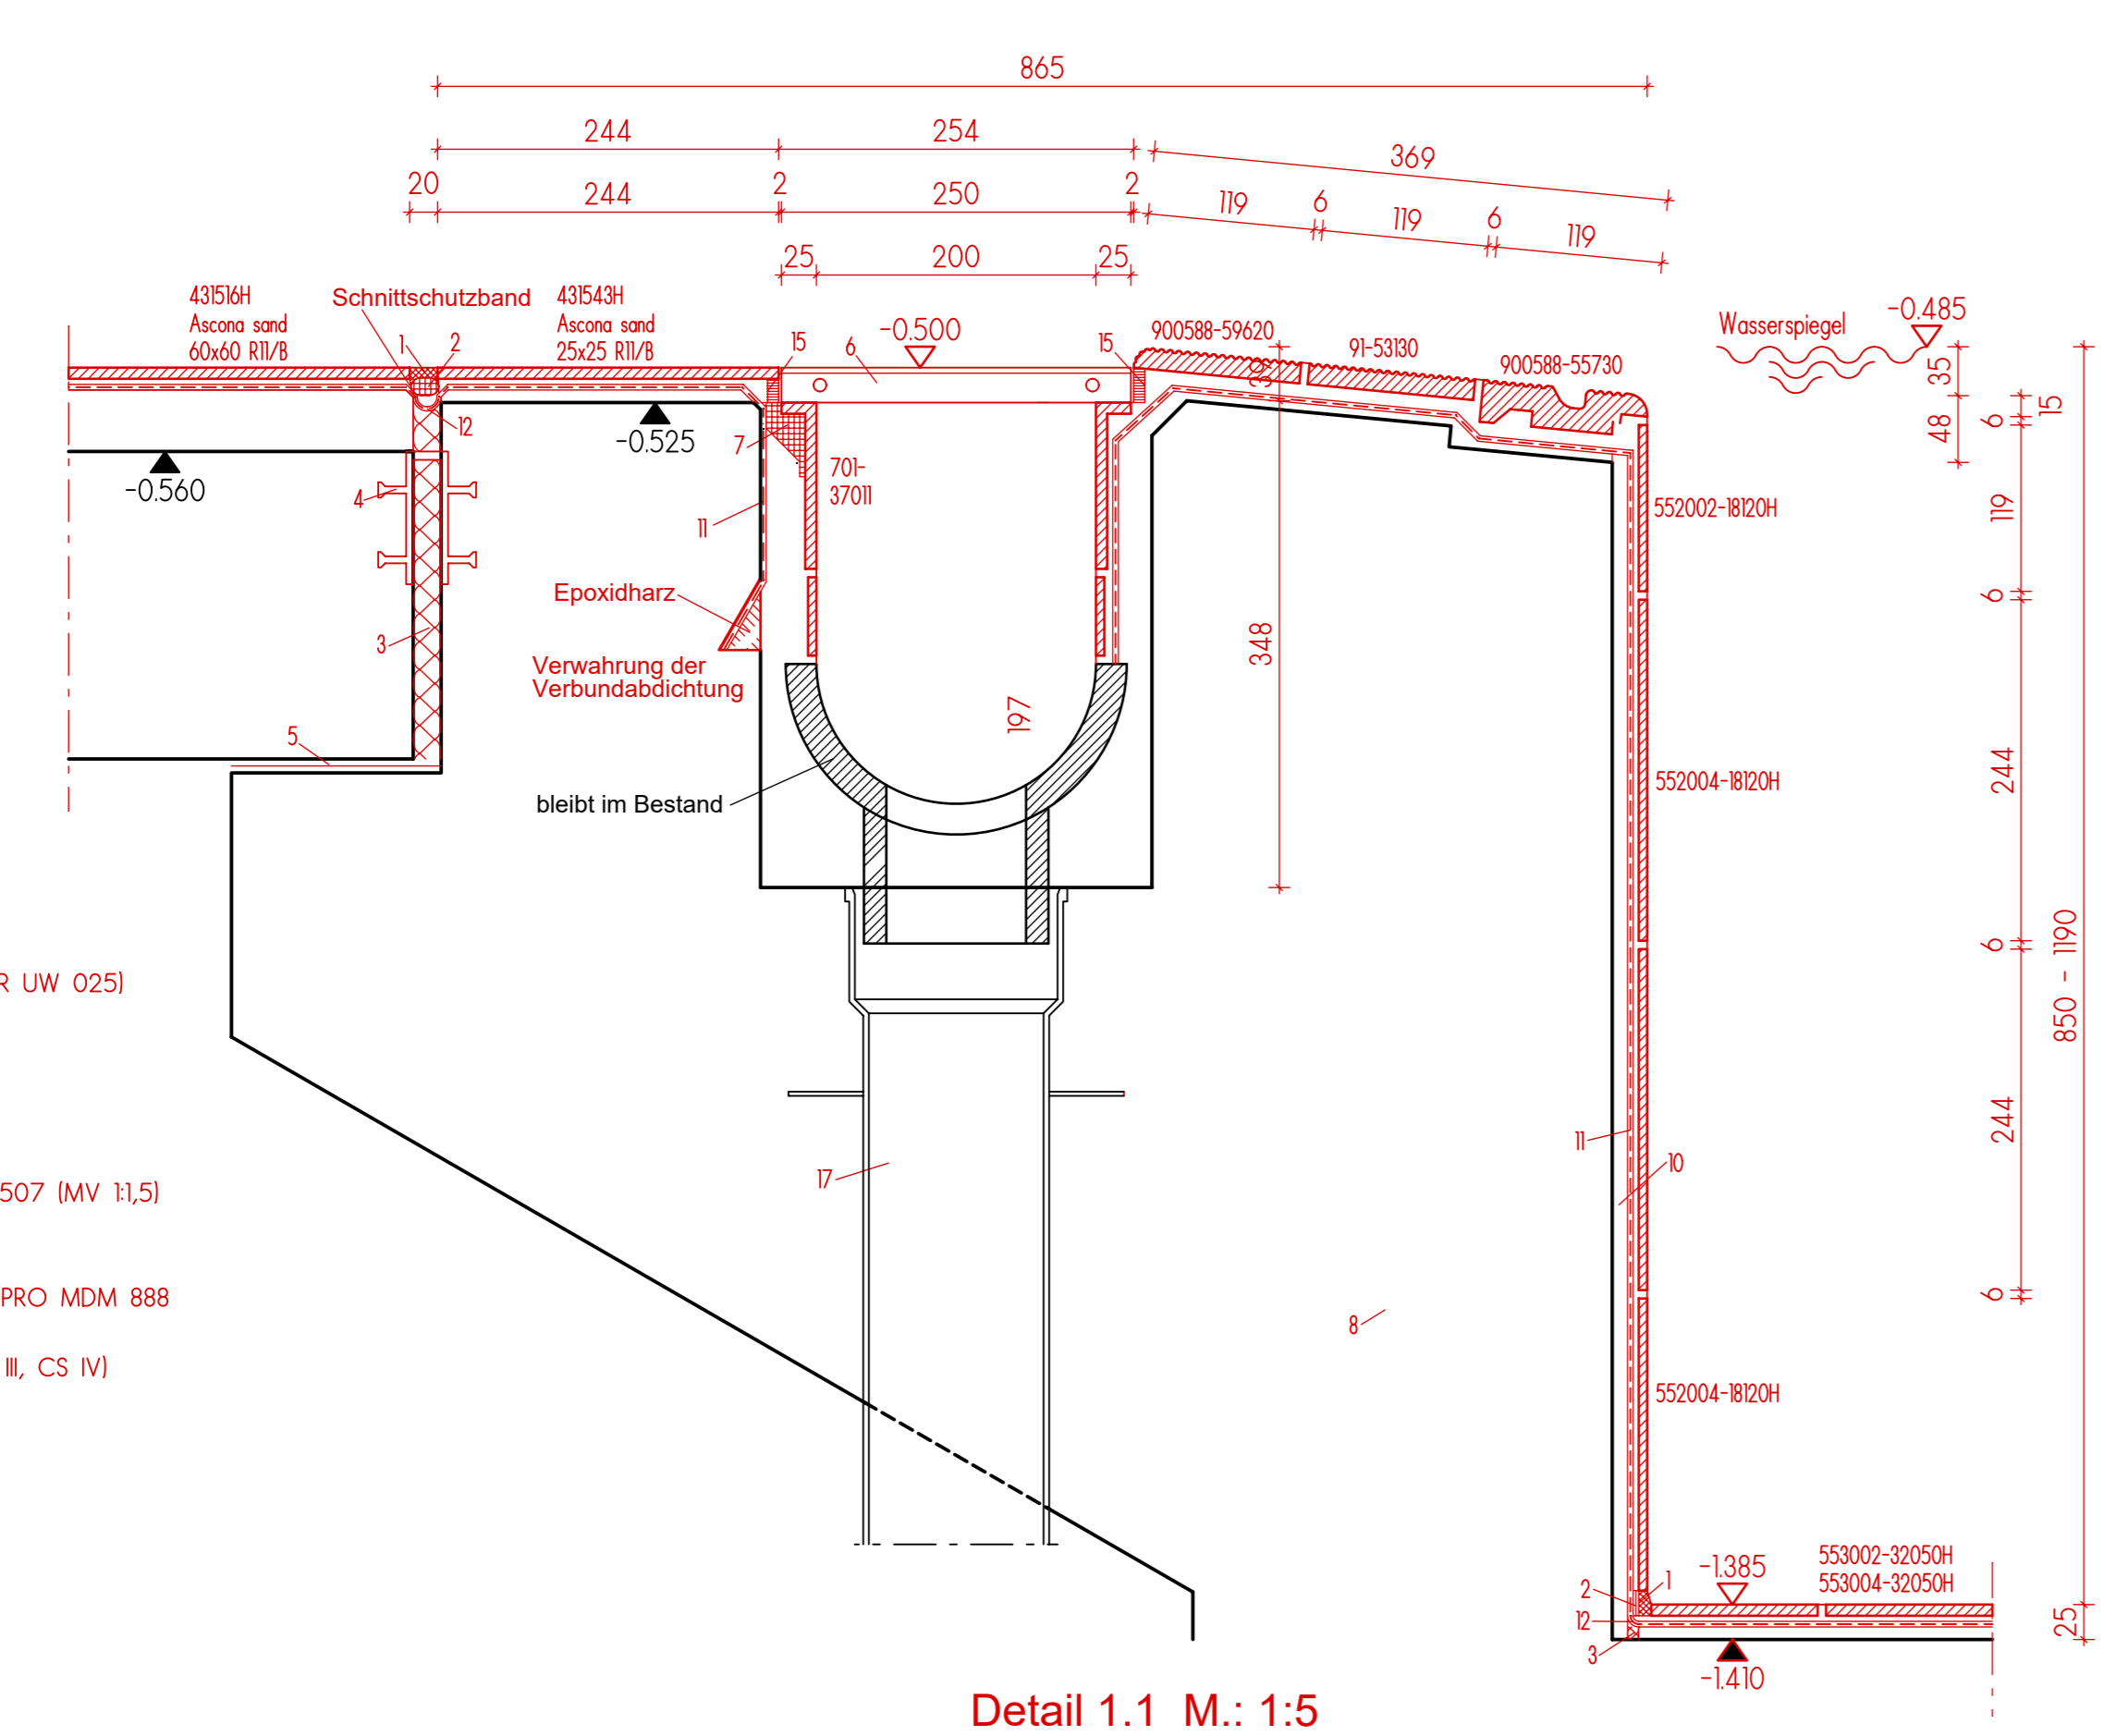 865
244
254
369
20
244
2
250
2
119
6
119
6
119
25
200
25
431516H
Ascona sand
60x60 R11/B
Schnittschutzband
431543H
Ascona sand
25x25 R11/B
1
2
15
6
-0.500
15
900588-59620
91-53130
900588-55730
Wasserspiegel
-0.485
39
35
15
6
48
12
-0.525
7
701-
37011
-0.560
4
11
552002-18120H
119
6
Epoxidharz
3
348
Verwahrung der
Verbundabdichtung
197
5
bleibt im Bestand
552004-18120H
244
6
850 - 1190
R UW 025)
11
10
244
17
507 (MV 1:1,5)
PRO MDM 888
6
8
III, CS IV)
552004-18120H
-1.385
553002-32050H
553004-32050H
2
1
12
3
25
-1.410
Detail 1.1 M.: 1:5